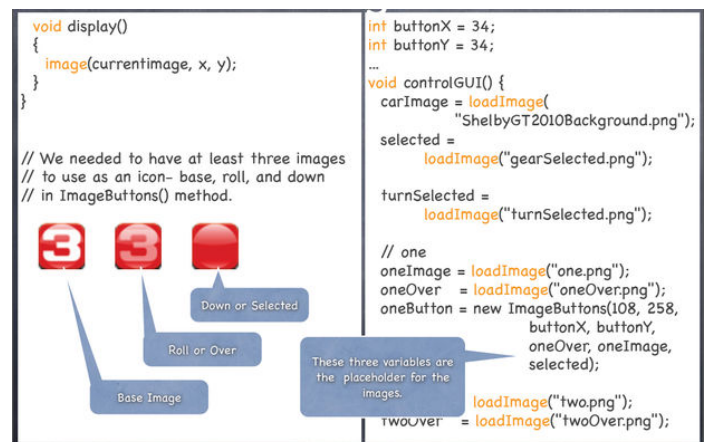 void display()
{
image(currentimage, x, y);
}
}
// We needed to have at least three images
// to use as an icon– base, roll, and down
// in ImageButtons() method.
3
3
Down or Selected
Roll or Over
Base Image
int buttonX = 34;
int buttonY = 34;
...
void controlGUI() {
carImage = loadImage(
"ShelbyGT2010Background.png");
selected =
loadImage("gearSelected.png");
turnSelected =
loadImage("turnSelected.png");
// one
oneImage = loadImage("one.png");
oneOver = loadImage("oneOver.png");
oneButton = new ImageButtons(108, 258,
buttonX, buttonY,
oneOver, oneImage,
selected);
These three variables are
the placeholder for the
images.
loadImage("two.png");
twoOver = loadImage("twoOver.png");